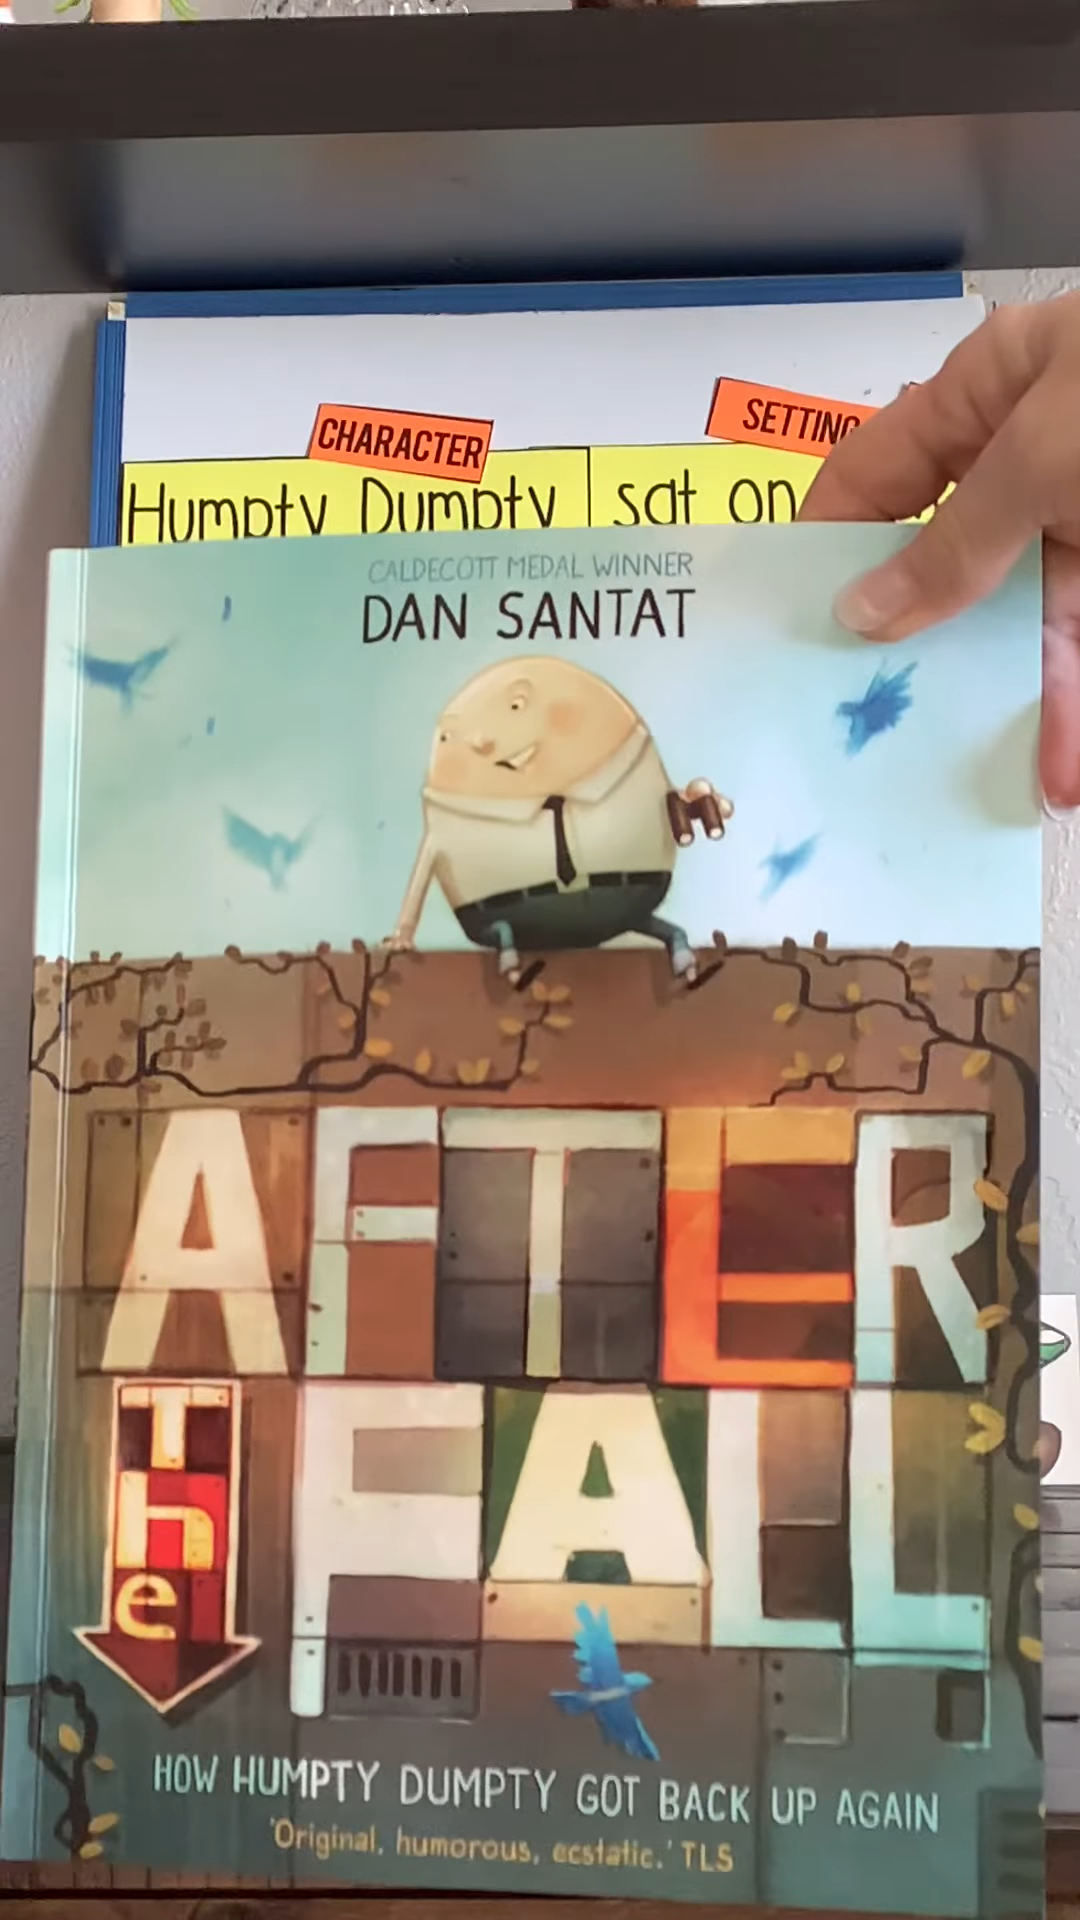 CHARACTER
SETTING
Humpty Dumpty sat on
CALDECOTT MEDAL WINNER
DAN SANTAT
AFTER
The
FALL
HOW HUMPTY DUMPTY GOT BACK UP AGAIN
'Original, humorous, ecstatic.' TLS